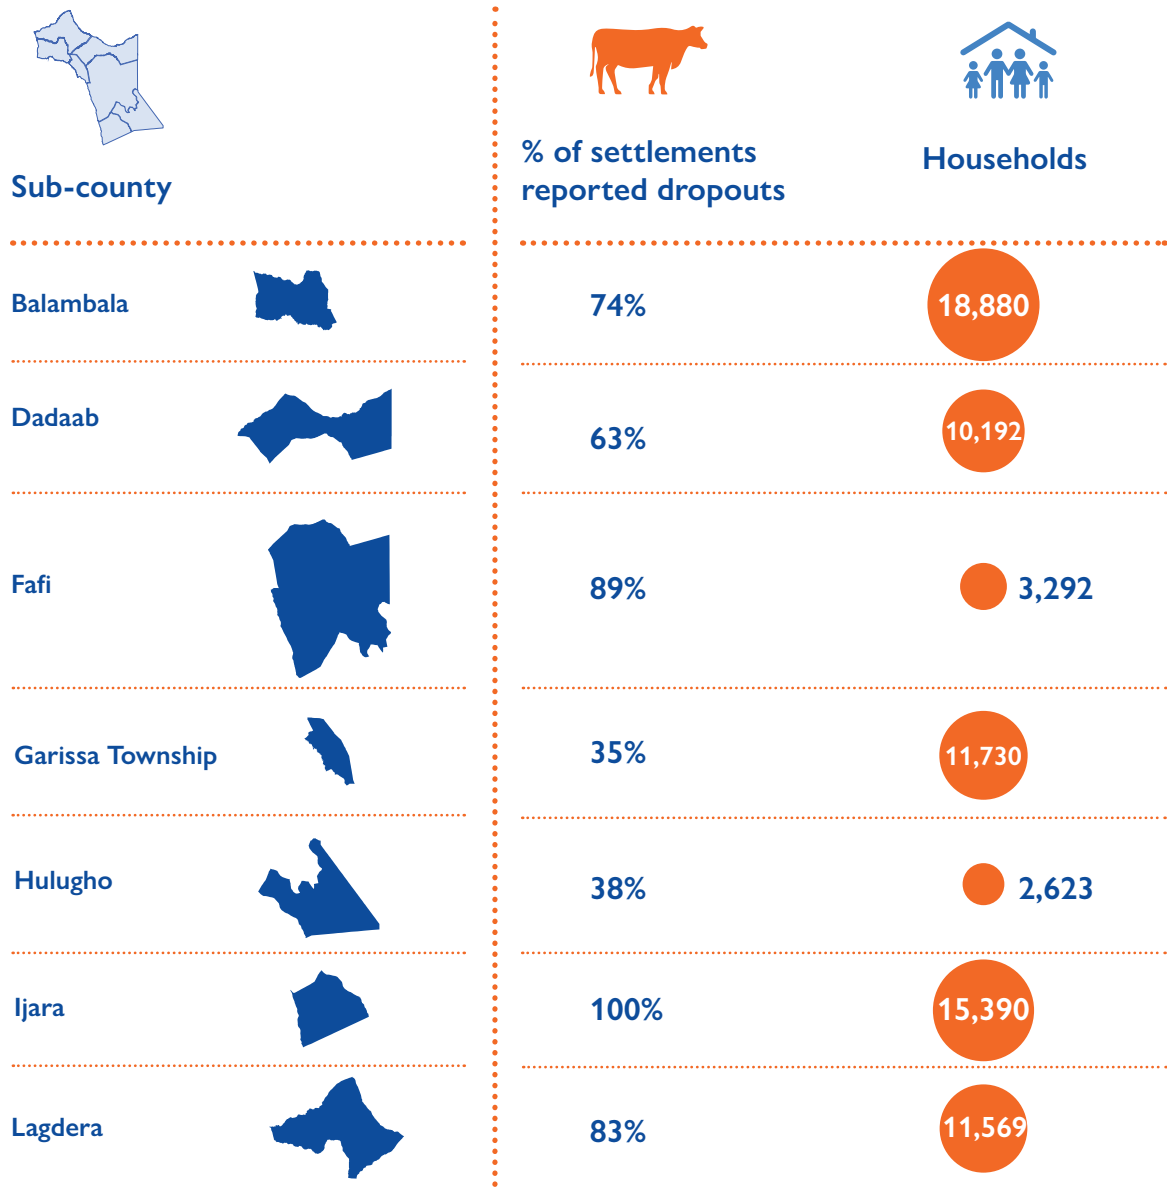 Sub-county
% of settlements
reported dropouts
Households
Balambala
74%
18,880
Dadaab
63%
10,192
Fafi
89%
3,292
Garissa Township
35%
11,730
Hulugho
38%
2,623
Ijara
100%
15,390
Lagdera
83%
11,569